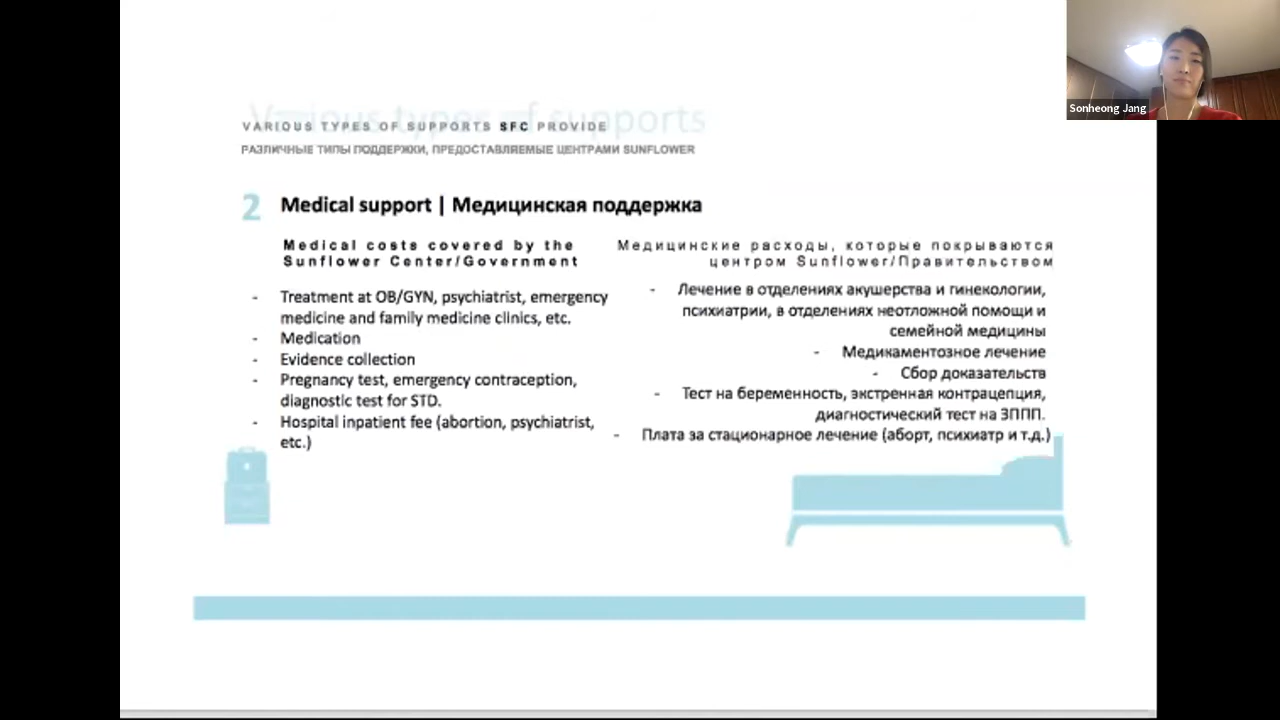 Various types of supports
VARIOUS TYPES OF SUPPORTS SFC PROVIDE
РАЗЛИЧНЫЕ ТИПЫ ПОДДЕРЖКИ, ПРЕДОСТАВЛЯЕМЫЕ ЦЕНТРАМИ SUNFLOWER
2 Medical support | Медицинская поддержка
Medical costs covered by the
Sunflower Center/Government
- Treatment at OB/GYN, psychiatrist, emergency
medicine and family medicine clinics, etc.
- Medication
- Evidence collection
- Pregnancy test, emergency contraception,
diagnostic test for STD.
- Hospital inpatient fee (abortion, psychiatrist,
etc.)
Медицинские расходы, которые покрываются
центром Sunflower/Правительством
- Лечение в отделениях акушерства и гинекологии,
психиатрии, в отделениях неотложной помощи и
семейной медицины
- Медикаментозное лечение
- Сбор доказательств
- Тест на беременность, экстренная контрацепция,
диагностический тест на ЗППП.
- Плата за стационарное лечение (аборт, психиатр и т.д.)
Sonheong Jang